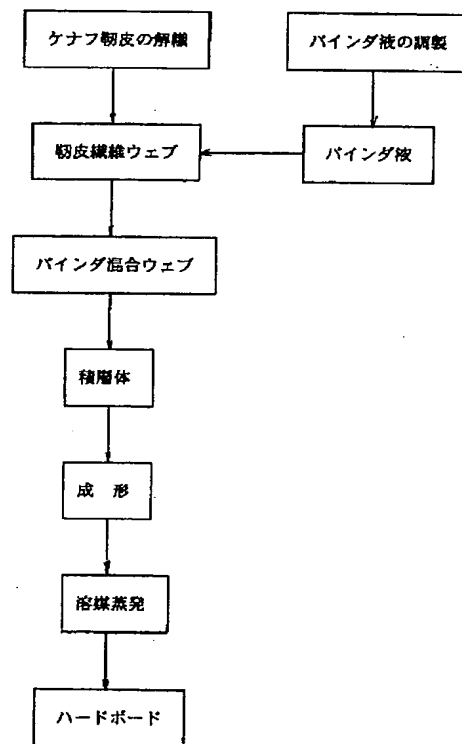 ケナフ靭皮の解繊
バインダ液の調製
靭皮繊維ウェブ
バインダ液
バインダ混合ウェブ
積層体
成 形
溶媒蒸発
ハードボード